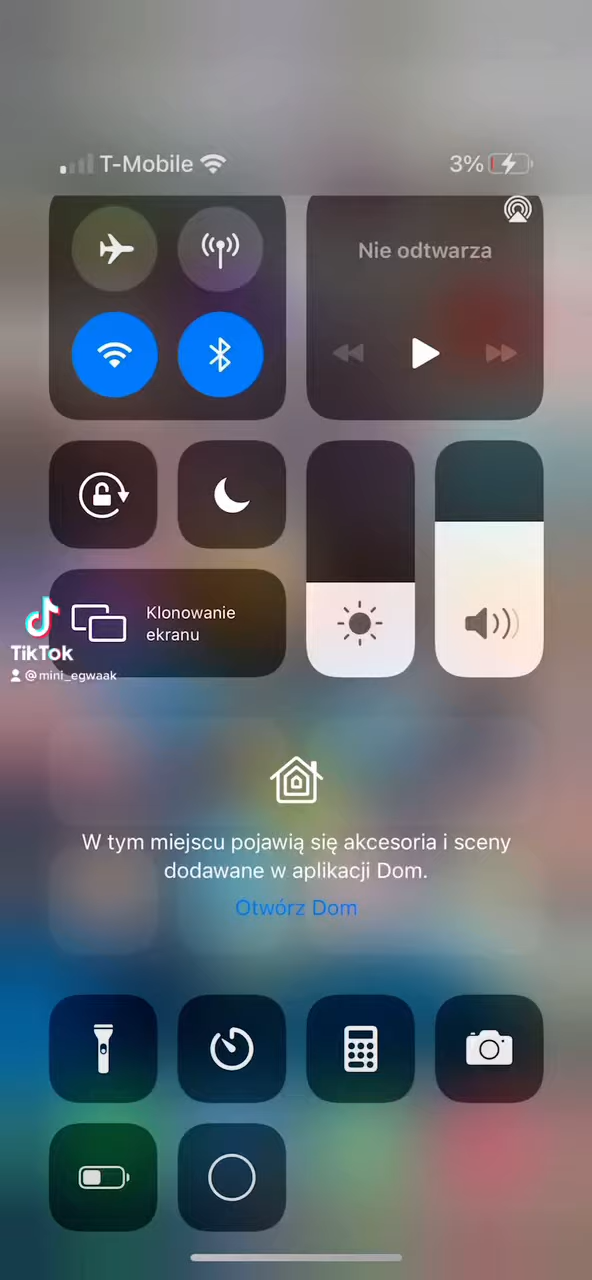 T-Mobile 3%
Nie odtwarza
Klonowanie
ekranu
TikTok
@mini_egwaak
W tym miejscu pojawią się akcesoria i sceny
dodawane w aplikacji Dom.
Otwórz Dom